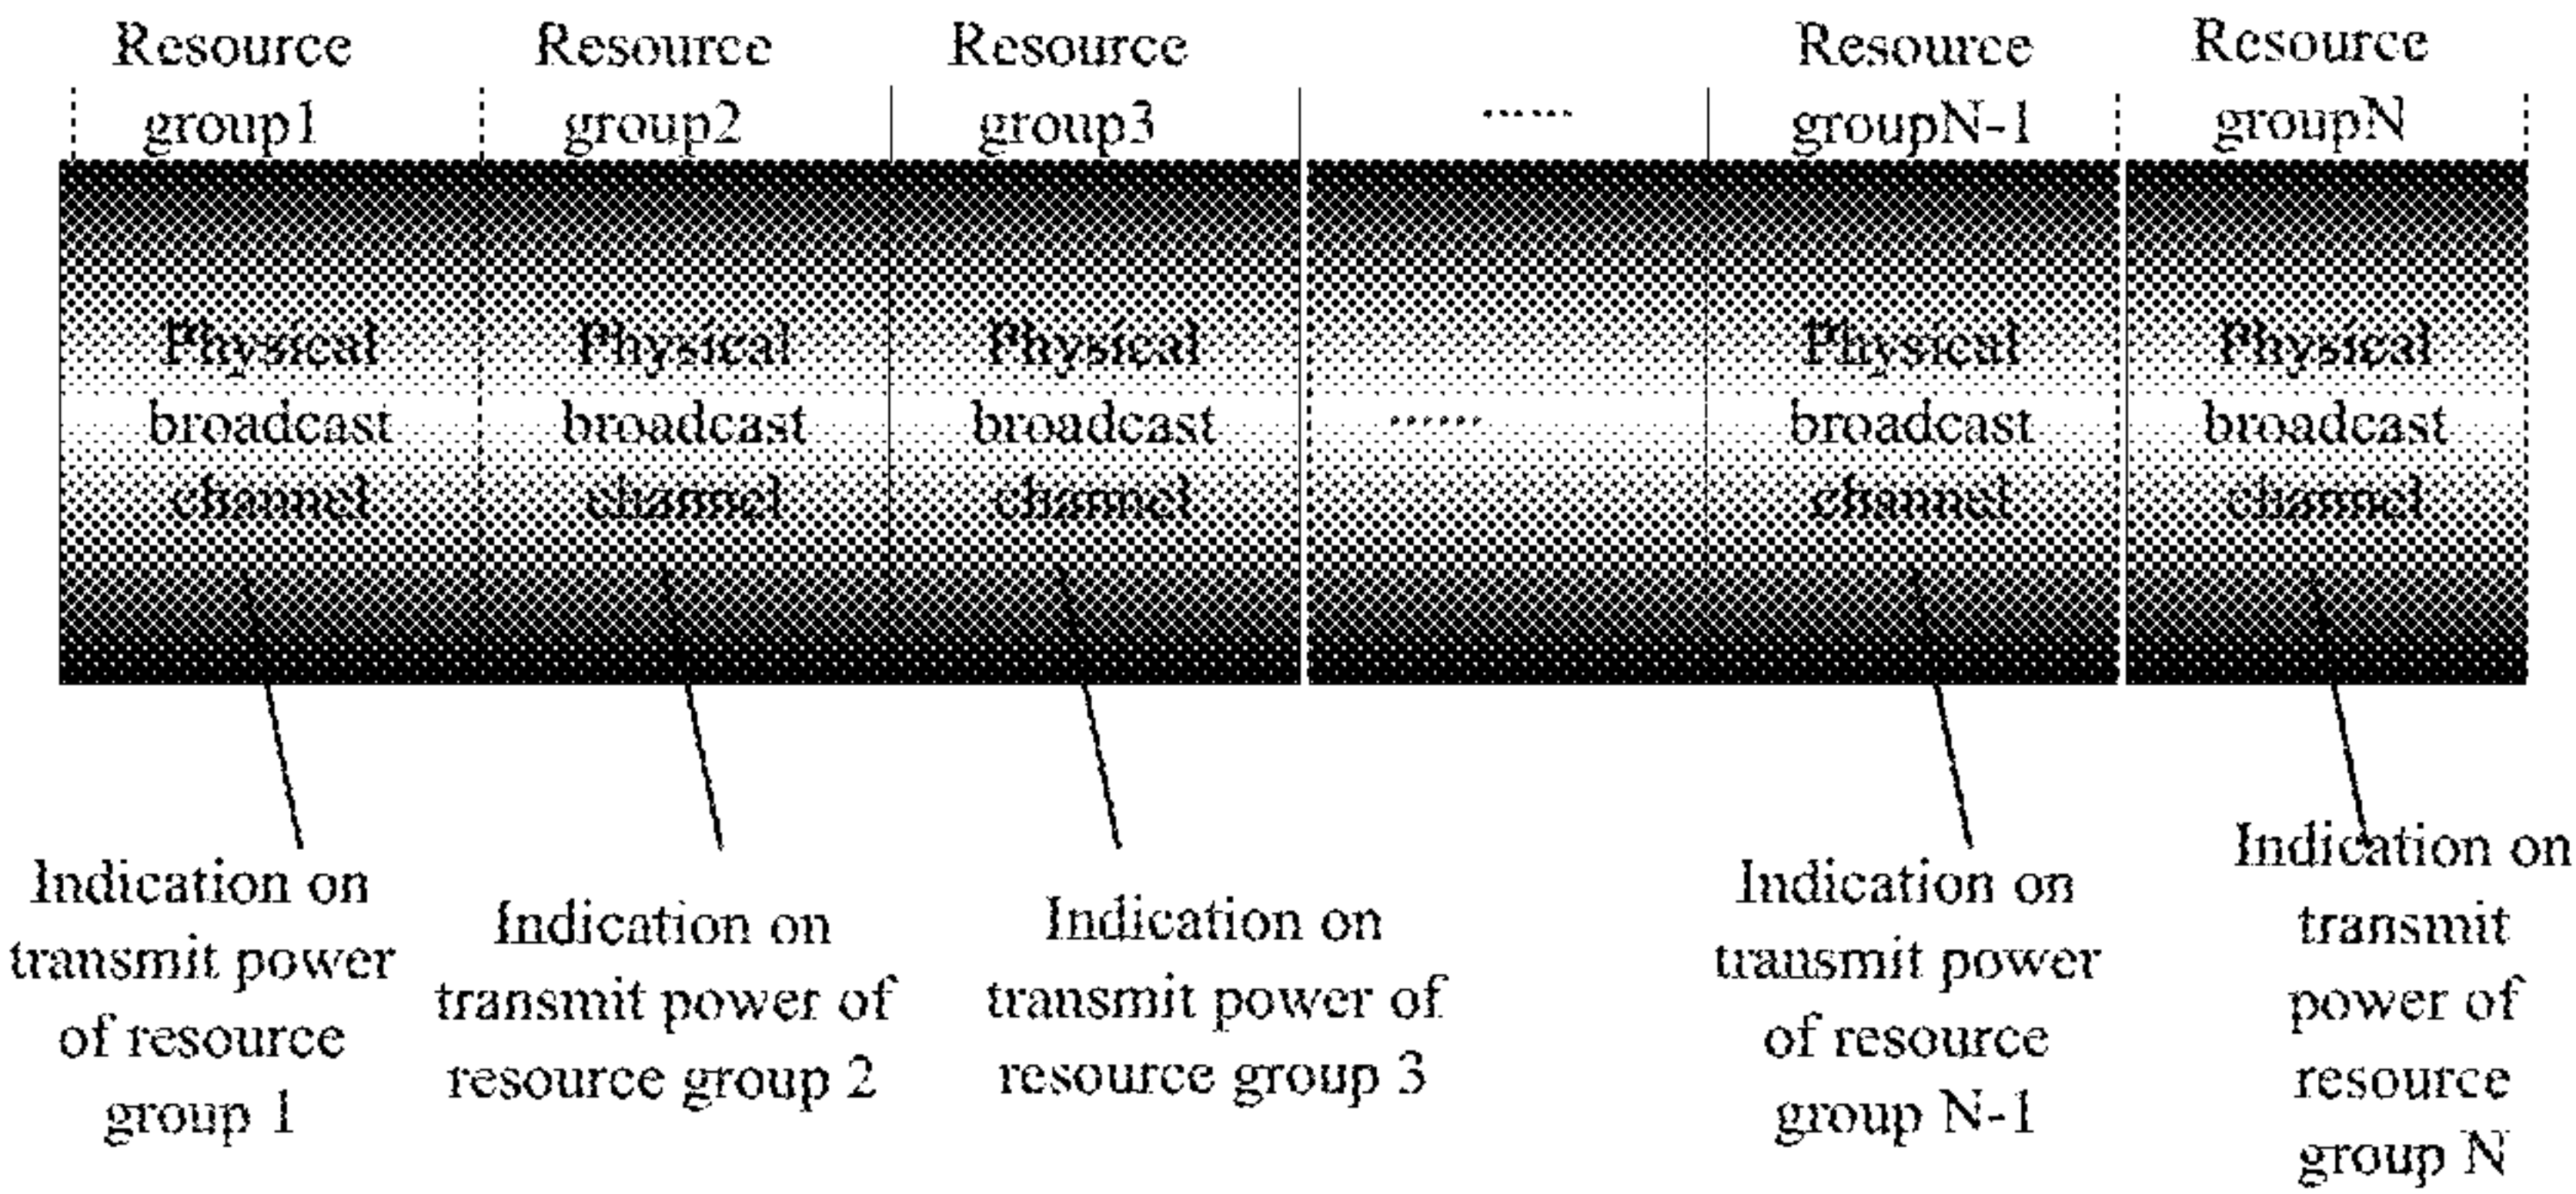 Resource
group1
Resource
group2
Resource
group3
......
Resource
groupN-1
Resource
groupN
Physical
broadcast
channel
Physical
broadcast
channel
Physical
broadcast
channel
......
Physical
broadcast
channel
Physical
broadcast
channel
Indication on
transmit power
of resource
group 1
Indication on
transmit power of
resource group 2
Indication on
transmit power of
resource group 3
Indication on
transmit power
of resource
group N-1
Indication on
transmit
power of
resource
group N